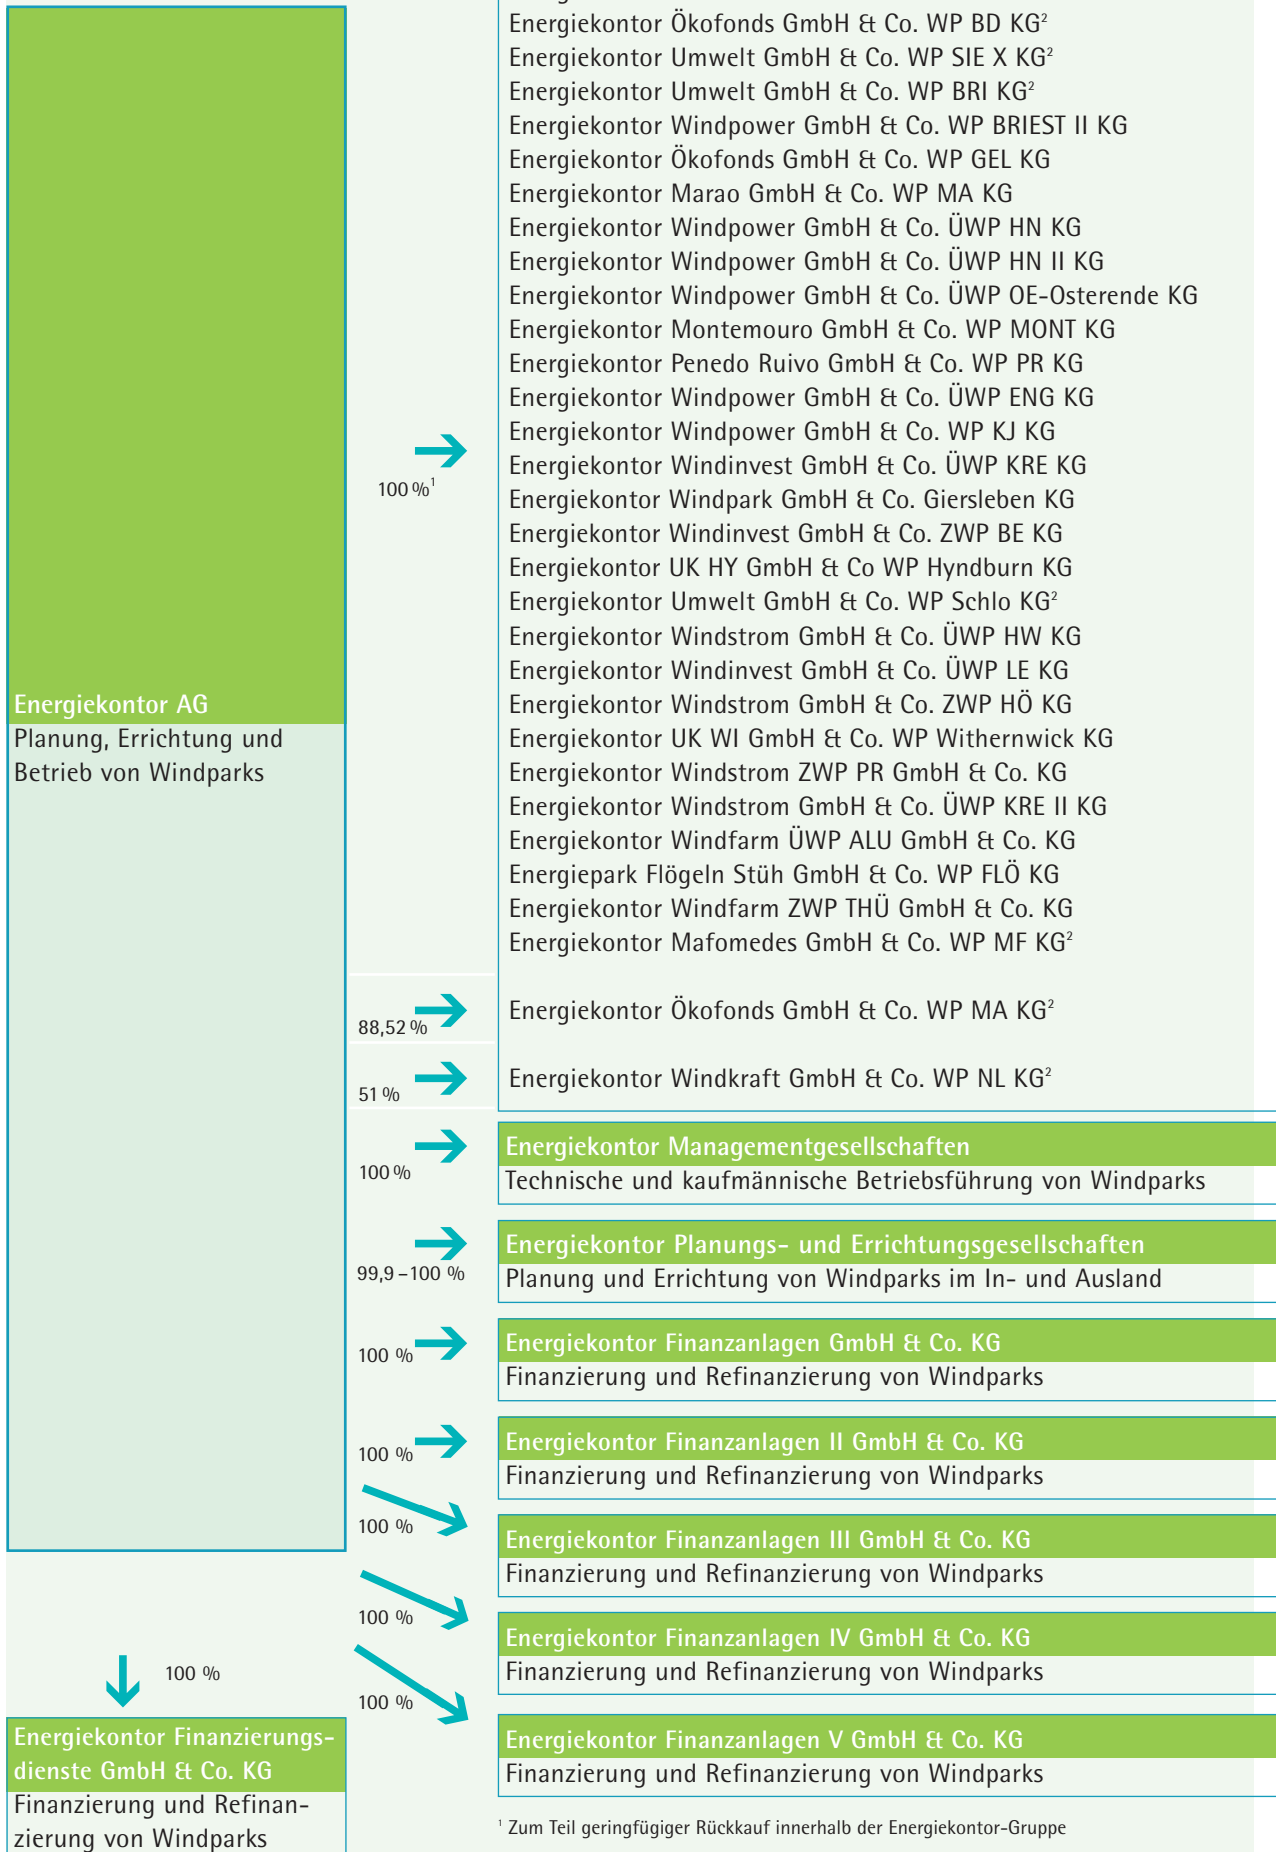 Energiekontor Ökofonds GmbH & Co. WP BD KG²
Energiekontor Umwelt GmbH & Co. WP SIE X KG²
Energiekontor Umwelt GmbH & Co. WP BRI KG²
Energiekontor Windpower GmbH & Co. WP BRIEST II KG
Energiekontor Ökofonds GmbH & Co. WP GEL KG
Energiekontor Marao GmbH & Co. WP MA KG
Energiekontor Windpower GmbH & Co. ÜWP HN KG
Energiekontor Windpower GmbH & Co. ÜWP HN II KG
Energiekontor Windpower GmbH & Co. ÜWP OE-Osterende KG
Energiekontor Montemouro GmbH & Co. WP MONT KG
Energiekontor Penedo Ruivo GmbH & Co. WP PR KG
Energiekontor Windpower GmbH & Co. ÜWP ENG KG
Energiekontor Windpower GmbH & Co. WP KJ KG
Energiekontor Windinvest GmbH & Co. ÜWP KRE KG
100 %¹
Energiekontor Windpark GmbH & Co. Giersleben KG
Energiekontor Windinvest GmbH & Co. ZWP BE KG
Energiekontor UK HY GmbH & Co WP Hyndburn KG
Energiekontor Umwelt GmbH & Co. WP Schlo KG²
Energiekontor Windstrom GmbH & Co. ÜWP HW KG
Energiekontor Windinvest GmbH & Co. ÜWP LE KG
Energiekontor Windstrom GmbH & Co. ZWP HÖ KG
Energiekontor UK WI GmbH & Co. WP Withernwick KG
Energiekontor Windstrom ZWP PR GmbH & Co. KG
Energiekontor Windstrom GmbH & Co. ÜWP KRE II KG
Energiekontor Windfarm ÜWP ALU GmbH & Co. KG
Energiepark Flögeln Stüh GmbH & Co. WP FLÖ KG
Energiekontor Windfarm ZWP THÜ GmbH & Co. KG
Energiekontor Mafomedes GmbH & Co. WP MF KG²
Energiekontor AG
Planung, Errichtung und
Betrieb von Windparks
88,52 %
Energiekontor Ökofonds GmbH & Co. WP MA KG²
51 %
Energiekontor Windkraft GmbH & Co. WP NL KG²
100 %
Energiekontor Managementgesellschaften
Technische und kaufmännische Betriebsführung von Windparks
99,9 –100 %
Energiekontor Planungs- und Errichtungsgesellschaften
Planung und Errichtung von Windparks im In- und Ausland
100 %
Energiekontor Finanzanlagen GmbH & Co. KG
Finanzierung und Refinanzierung von Windparks
100 %
Energiekontor Finanzanlagen II GmbH & Co. KG
Finanzierung und Refinanzierung von Windparks
100 %
Energiekontor Finanzanlagen III GmbH & Co. KG
Finanzierung und Refinanzierung von Windparks
100 %
Energiekontor Finanzanlagen IV GmbH & Co. KG
Finanzierung und Refinanzierung von Windparks
100 %
Energiekontor Finanzanlagen V GmbH & Co. KG
Finanzierung und Refinanzierung von Windparks
100 %
Energiekontor Finanzierungs-
dienste GmbH & Co. KG
Finanzierung und Refinan-
zierung von Windparks
¹ Zum Teil geringfügiger Rückkauf innerhalb der Energiekontor-Gruppe